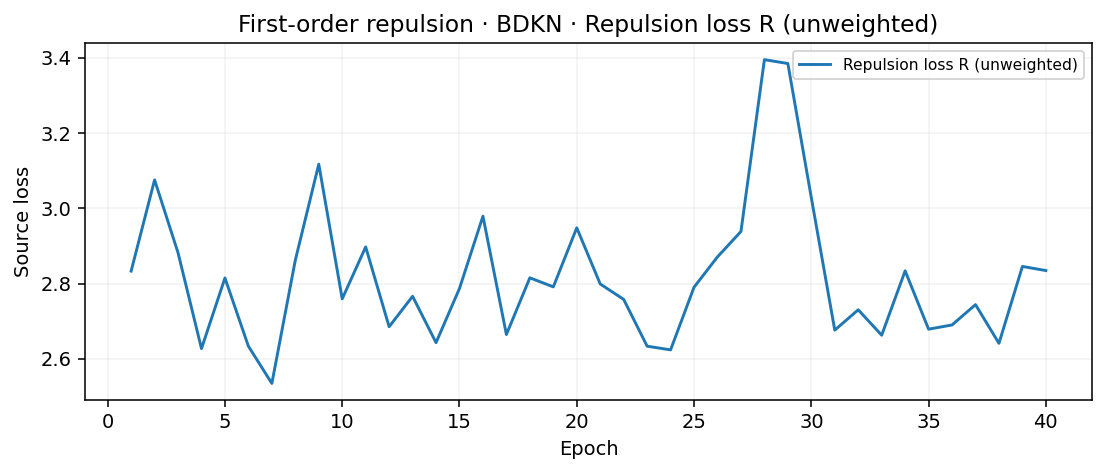 First-order repulsion · BDKN · Repulsion loss R (unweighted)
Repulsion loss R (unweighted)
Source loss
3.4
3.2
3.0
2.8
2.6
0 5 10 15 20 25 30 35 40
Epoch